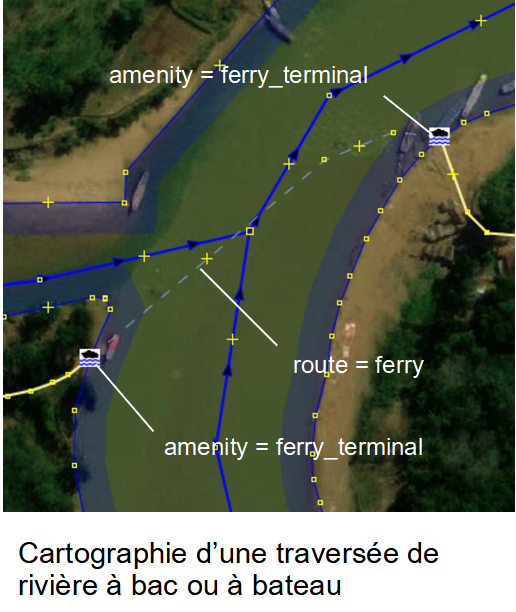 amenity = ferry_terminal
route = ferry
amenity = ferry_terminal
Cartographie d’une traversée de
rivière à bac ou à bateau